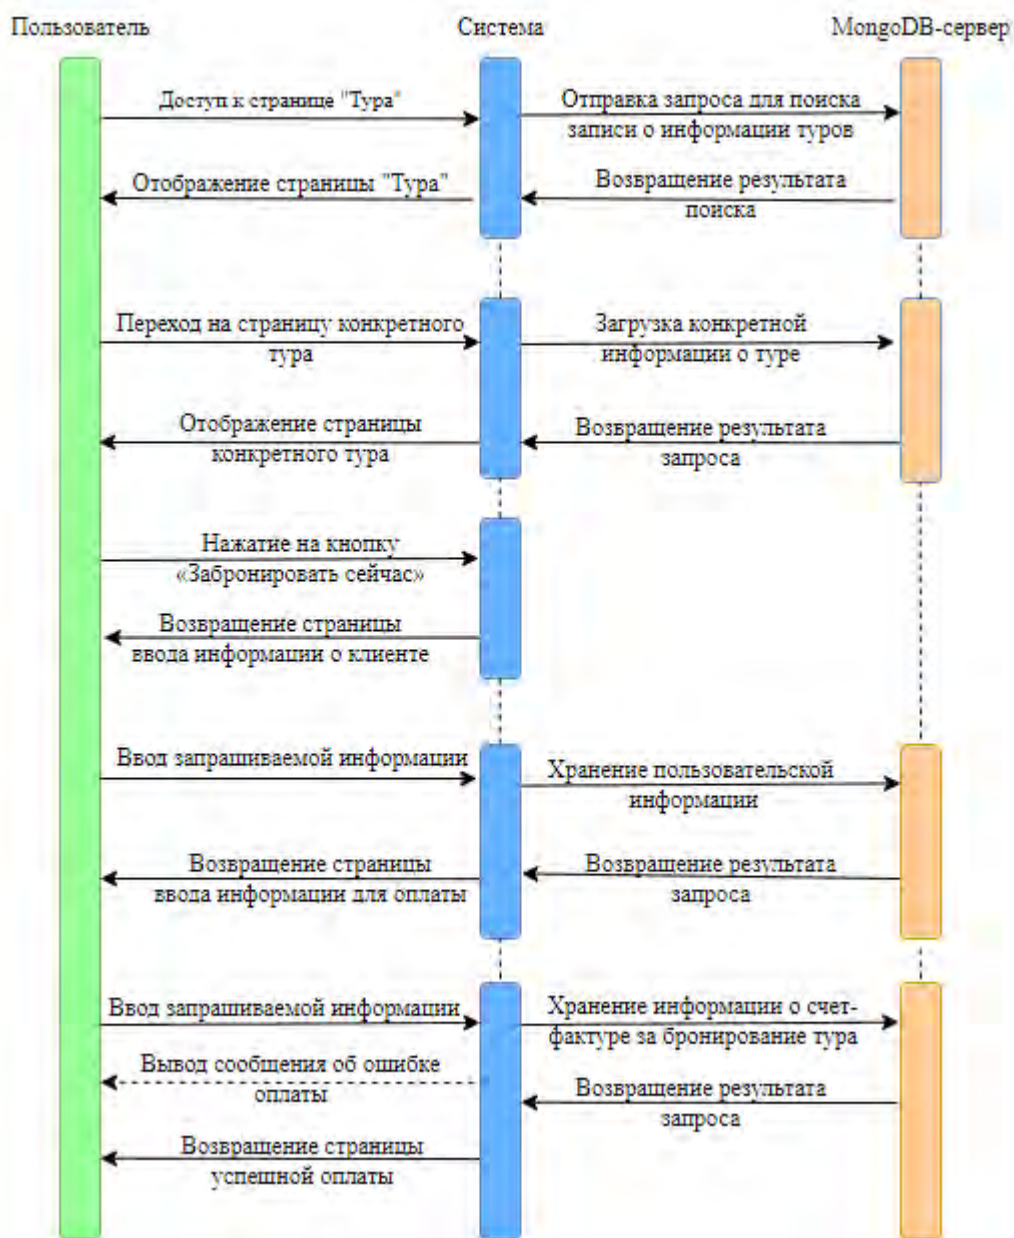 Пользователь
Система
MongoDB-сервер
Доступ к странице "Тура"
Отправка запроса для поиска
записи о информации туров
Отображение страницы "Тура"
Возвращение результата
поиска
Переход на страницу конкретного
тура
Загрузка конкретной
информации о туре
Отображение страницы
конкретного тура
Возвращение результата
запроса
Нажатие на кнопку
«Забронировать сейчас»
Возвращение страницы
ввода информации о клиенте
Ввод запрашиваемой информации
Хранение пользовательской
информации
Возвращение страницы
ввода информации для оплаты
Возвращение результата
запроса
Ввод запрашиваемой информации
Хранение информации о счет-
фактуре за бронирование тура
Вывод сообщения об ошибке
оплаты
Возвращение результата
запроса
Возвращение страницы
успешной оплаты